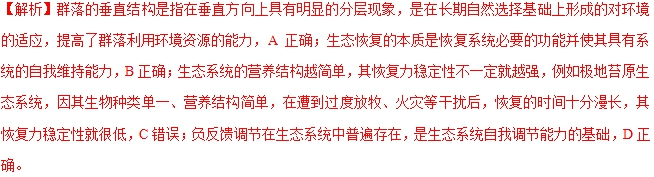 【解析】群落的垂直结构是指在垂直方向上具有明显的分层现象，是在长期自然选择基础上形成的对环境
的适应，提高了群落利用环境资源的能力，A 正确；生态恢复的本质是恢复系统必要的功能并使其具有系
统的自我维持能力，B 正确；生态系统的营养结构越简单，其恢复力稳定性不一定就越强，例如极地苔原生
态系统，因其生物种类单一、营养结构简单，在遭到过度放牧、火灾等干扰后，恢复的时间十分漫长，其
恢复力稳定性就很低，C 错误；负反馈调节在生态系统中普遍存在，是生态系统自我调节能力的基础，D 正
确。